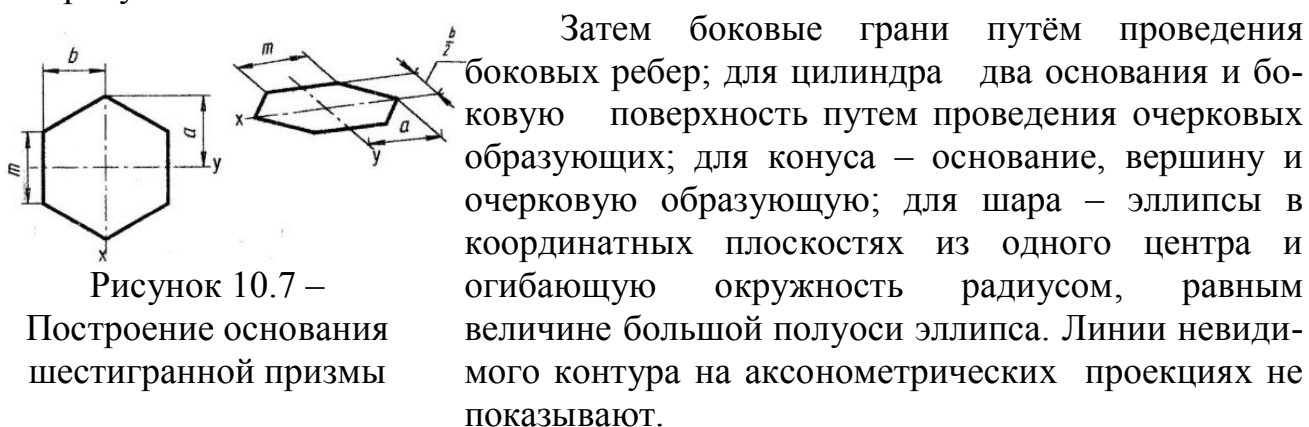 b
m
a
y
x
m
b
2
x
y
a
Рисунок 10.7 –
Построение основания
шестигранной призмы
Затем боковые грани путём проведения
боковых ребер; для цилиндра два основания и бо-
ковую поверхность путем проведения очерковых
образующих; для конуса – основание, вершину и
очерковую образующую; для шара – эллипсы в
координатных плоскостях из одного центра и
огибающую окружность радиусом, равным
величине большой полуоси эллипса. Линии невиди-
мого контура на аксонометрических проекциях не
показывают.